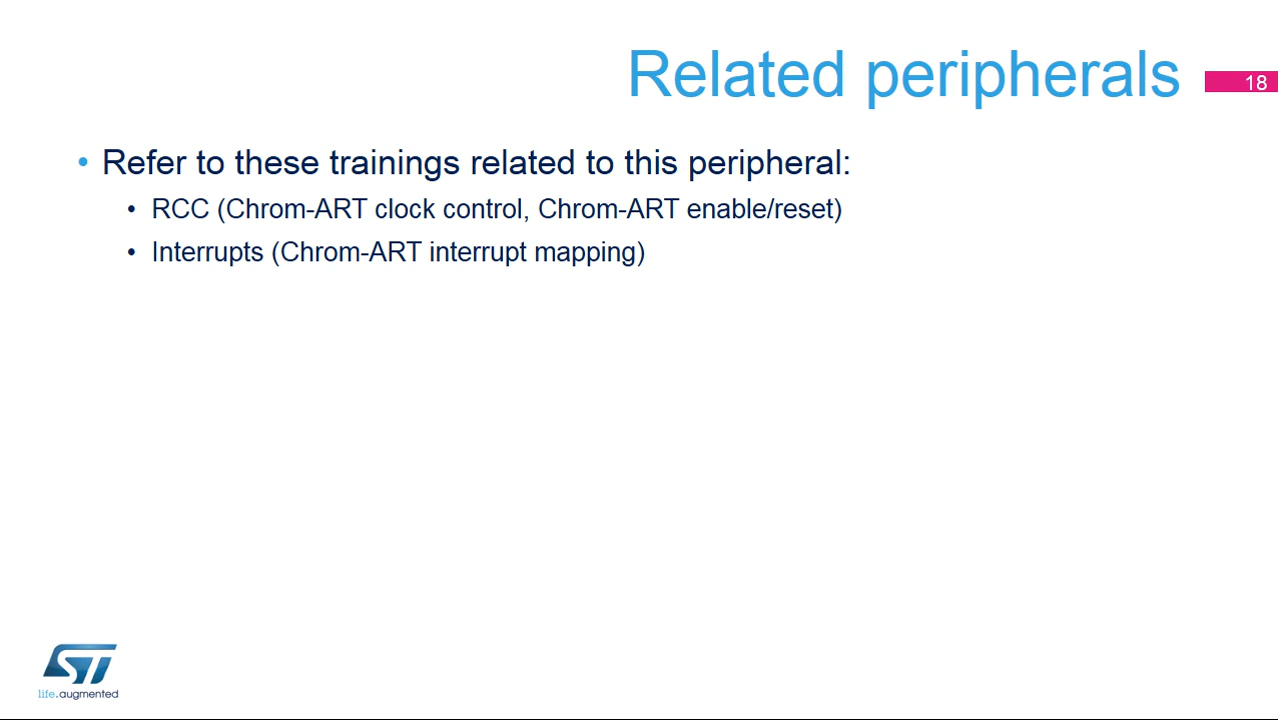 Related peripherals
18
• Refer to these trainings related to this peripheral:
• RCC (Chrom-ART clock control, Chrom-ART enable/reset)
• Interrupts (Chrom-ART interrupt mapping)
ST
life.augmented